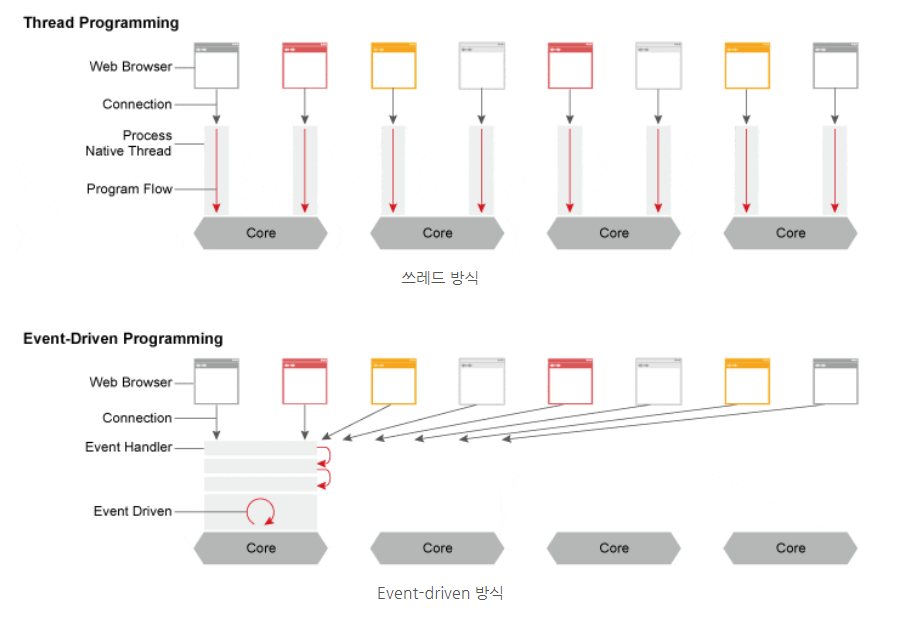 Thread Programming
Web Browser
Connection
Process
Native Thread
Program Flow
Core Core Core Core
쓰레드 방식
Event-Driven Programming
Web Browser
Connection
Event Handler
Event Driven
Core Core Core Core
Event-driven 방식